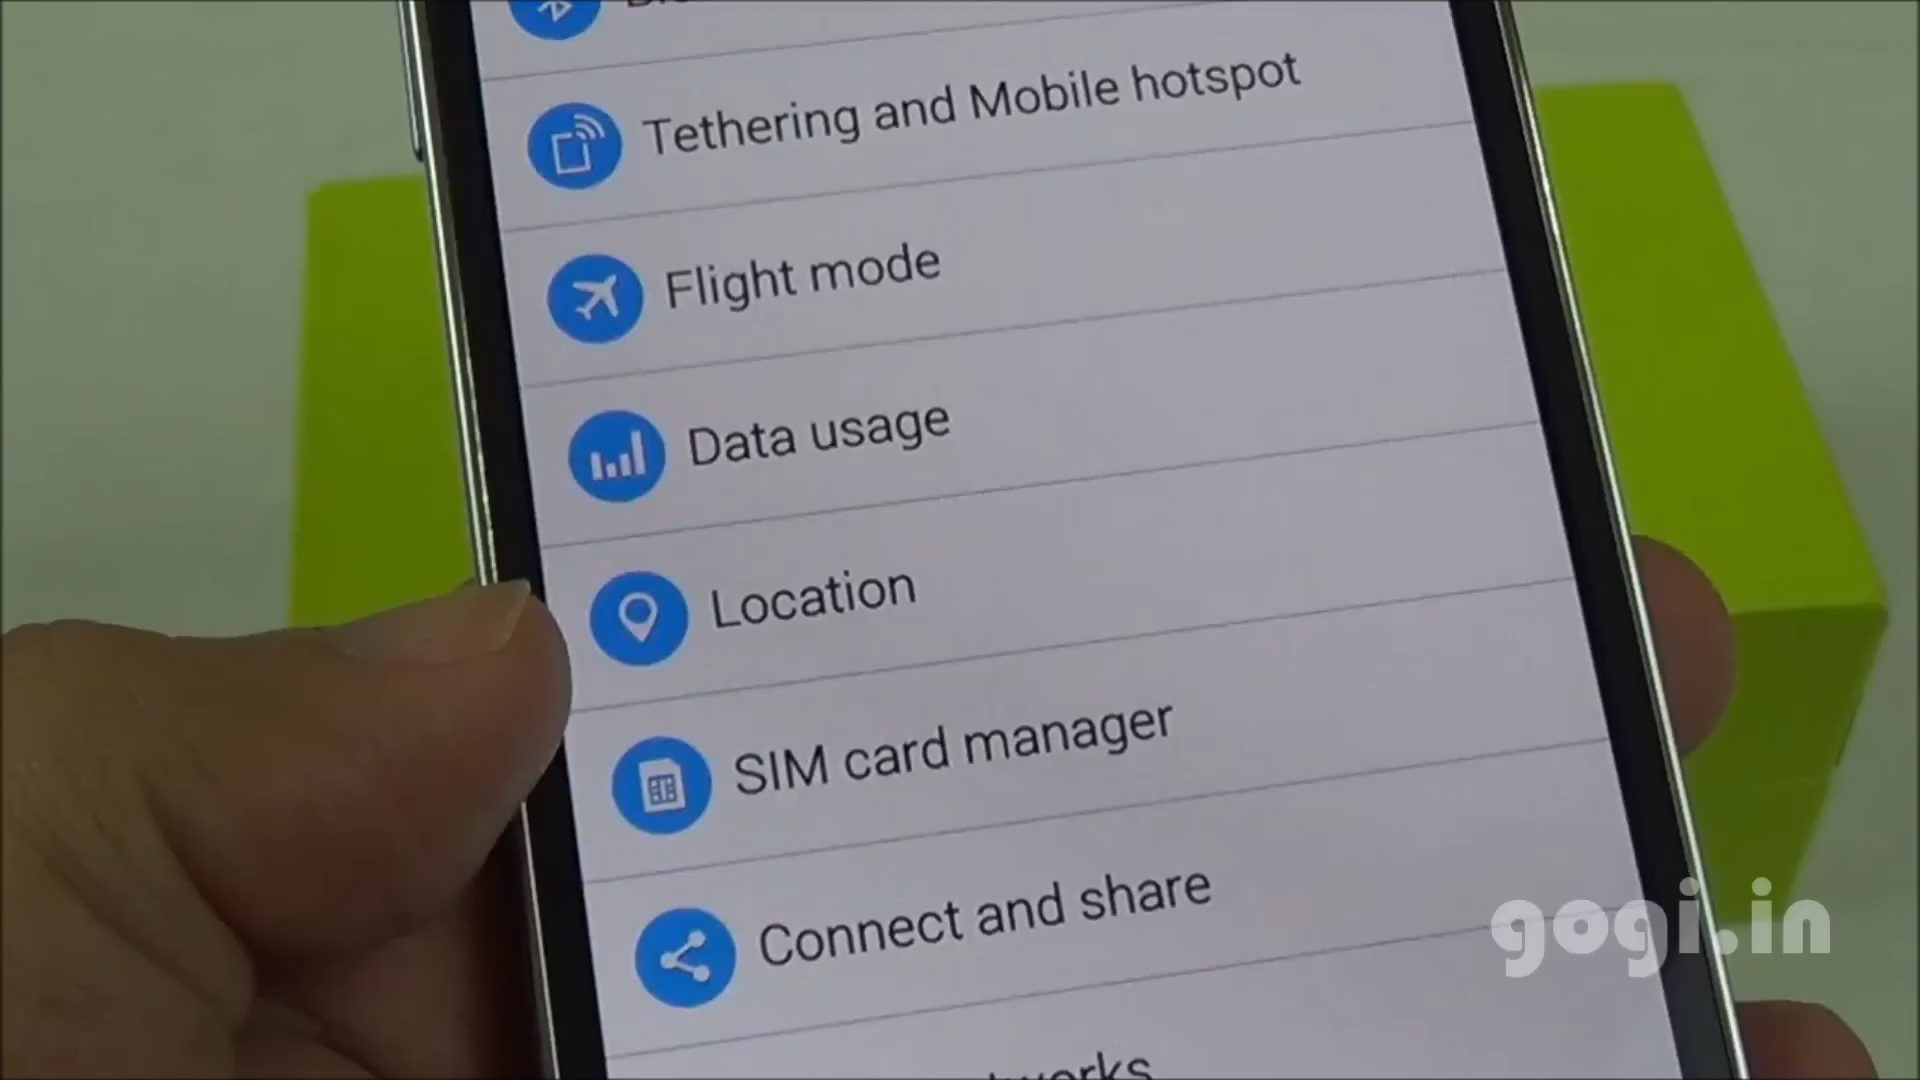 Tethering and Mobile hotspot
Flight mode
Data usage
Location
SIM card manager
Connect and share
gogi.in